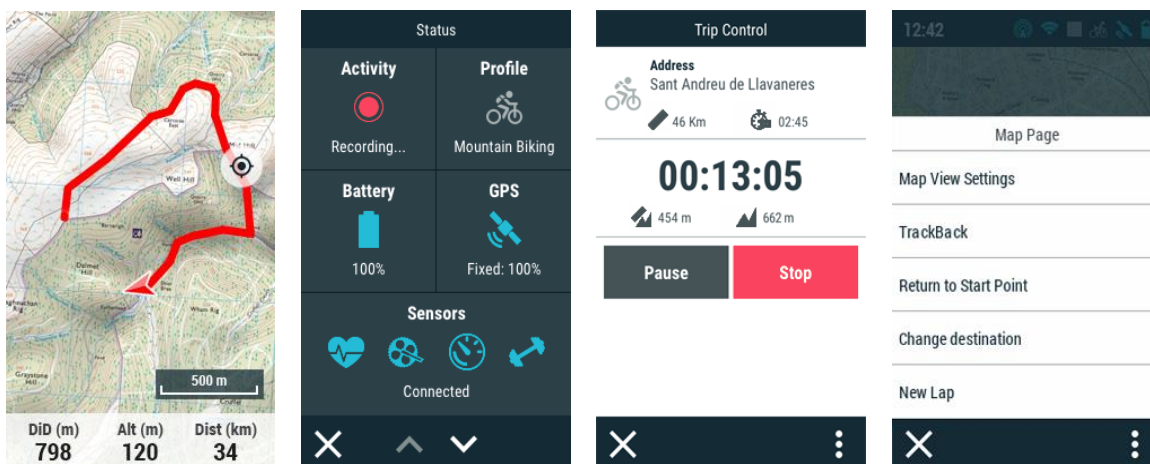 Well Hill
500 m
DiD (m) Alt (m) Dist (km)
798 120 34
Status
Activity Profile
Recording... Mountain Biking
Battery GPS
100% Fixed: 100%
Sensors
Connected
Trip Control
Address
Sant Andreu de Llavaneres
46 Km 02:45
00:13:05
454 m 662 m
Pause Stop
12:42
Map Page
Map View Settings
TrackBack
Return to Start Point
Change destination
New Lap